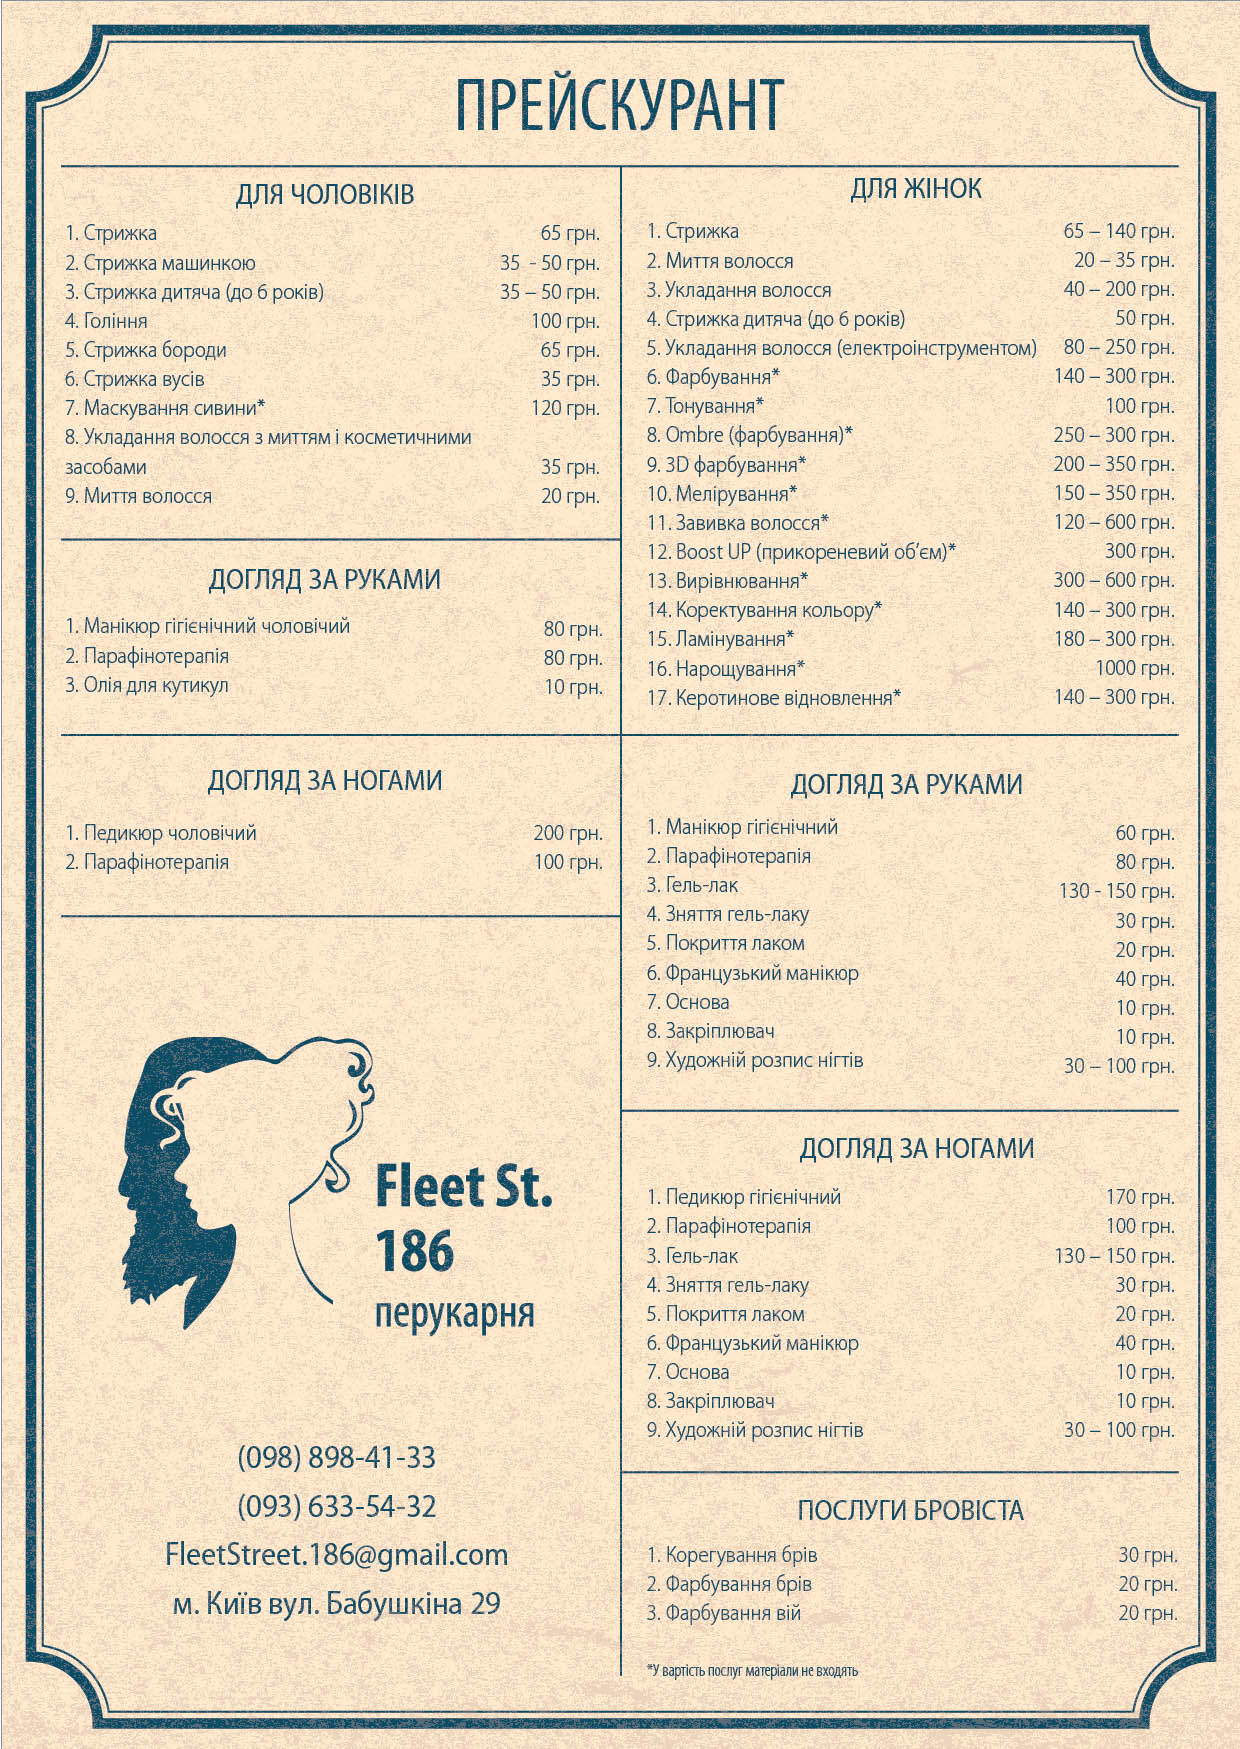 ПРЕЙСКУРАНТ
ДЛЯ ЧОЛОВІКІВ
1. Стрижка 65 грн.
2. Стрижка машинкою 35 - 50 грн.
3. Стрижка дитяча (до 6 років) 35 – 50 грн.
4. Гоління 100 грн.
5. Стрижка бороди 65 грн.
6. Стрижка вусів 35 грн.
7. Маскування сивини* 120 грн.
8. Укладання волосся з миттям і косметичними
засобами 35 грн.
9. Миття волосся 20 грн.
ДОГЛЯД ЗА РУКАМИ
1. Манікюр гігієнічний чоловічий 80 грн.
2. Парафінотерапія 80 грн.
3. Олія для кутикул 10 грн.
ДОГЛЯД ЗА НОГАМИ
1. Педикюр чоловічий 200 грн.
2. Парафінотерапія 100 грн.
Fleet St.
186
перукарня
(098) 898-41-33
(093) 633-54-32
FleetStreet.186@gmail.com
м. Київ вул. Бабушкіна 29
ДЛЯ ЖІНОК
1. Стрижка 65 – 140 грн.
2. Миття волосся 20 – 35 грн.
3. Укладання волосся 40 – 200 грн.
4. Стрижка дитяча (до 6 років) 50 грн.
5. Укладання волосся (електроінструментом) 80 – 250 грн.
6. Фарбування* 140 – 300 грн.
7. Тонування* 100 грн.
8. Ombre (фарбування)* 250 – 300 грн.
9. 3D фарбування* 200 – 350 грн.
10. Мелірування* 150 – 350 грн.
11. Завивка волосся* 120 – 600 грн.
12. Boost UP (прикореневий об’єм)* 300 грн.
13. Вирівнювання* 300 – 600 грн.
14. Коректування кольору* 140 – 300 грн.
15. Ламінування* 180 – 300 грн.
16. Нарощування* 1000 грн.
17. Керотинове відновлення* 140 – 300 грн.
ДОГЛЯД ЗА РУКАМИ
1. Манікюр гігієнічний 60 грн.
2. Парафінотерапія 80 грн.
3. Гель-лак 130 - 150 грн.
4. Зняття гель-лаку 30 грн.
5. Покриття лаком 20 грн.
6. Французький манікюр 40 грн.
7. Основа 10 грн.
8. Закріплювач 10 грн.
9. Художній розпис нігтів 30 – 100 грн.
ДОГЛЯД ЗА НОГАМИ
1. Педикюр гігієнічний 170 грн.
2. Парафінотерапія 100 грн.
3. Гель-лак 130 – 150 грн.
4. Зняття гель-лаку 30 грн.
5. Покриття лаком 20 грн.
6. Французький манікюр 40 грн.
7. Основа 10 грн.
8. Закріплювач 10 грн.
9. Художній розпис нігтів 30 – 100 грн.
ПОСЛУГИ БРОВІСТА
1. Корегування брів 30 грн.
2. Фарбування брів 20 грн.
3. Фарбування вій 20 грн.
*У вартість послуг матеріали не входять